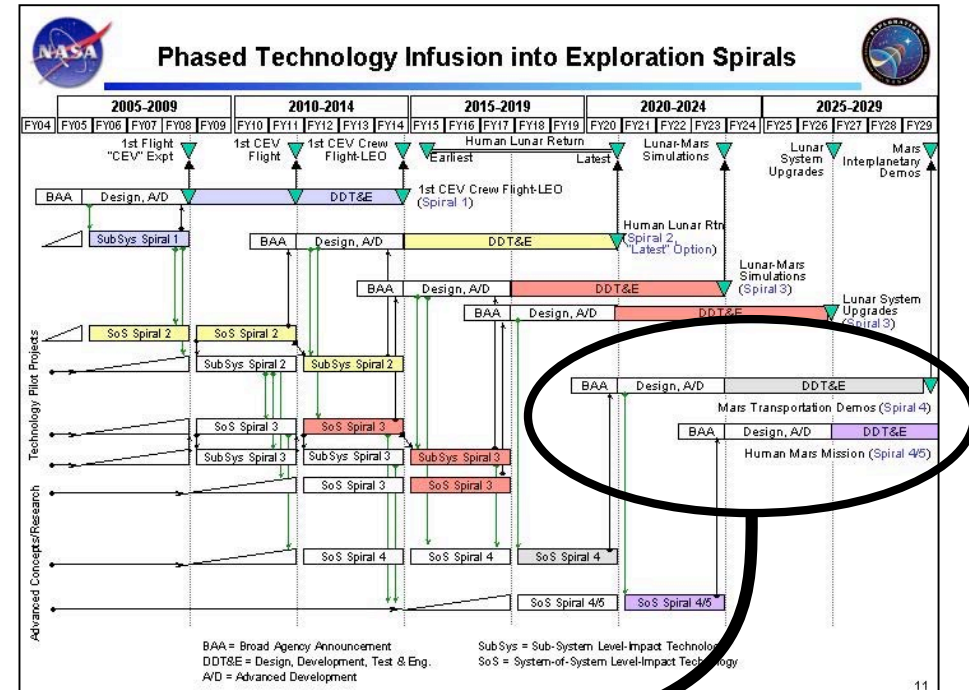 NASA
Phased Technology Infusion into Exploration Spirals
EXPLORATION
2005-2009 2010-2014 2015-2019 2020-2024 2025-2029
FY04 FY05 FY06 FY07 FY08 FY09 FY10 FY11 FY12 FY13 FY14 FY15 FY16 FY17 FY18 FY19 FY20 FY21 FY22 FY23 FY24 FY25 FY26 FY27 FY28 FY29
1st Flight
"CEV" Expt
1st CEV
Flight
1st CEV Crew
Flight-LEO
Human Lunar Return
Earliest
Latest
Lunar-Mars
Simulations
Lunar
System
Upgrades
Mars
Interplanetary
Demos
BAA Design, A/D DDT&E
1st CEV Crew Flight-LEO
(Spiral 1)
SubSys Spiral 1
BAA Design, A/D DDT&E
Human Lunar Rtn
(Spiral 2,
"Latest" Option)
BAA Design, A/D DDT&E
Lunar-Mars
Simulations
(Spiral 3)
BAA Design, A/D DDT&E
Lunar System
Upgrades
(Spiral 3)
Technology Pilot Projects
SoS Spiral 2 SoS Spiral 2
SubSys Spiral 2 SubSys Spiral 2
BAA Design, A/D DDT&E
Mars Transportation Demos (Spiral 4)
SoS Spiral 3 SoS Spiral 3
BAA Design, A/D DDT&E
Human Mars Mission (Spiral 4/5)
SubSys Spiral 3 SubSys Spiral 3 SubSys Spiral 3
Advanced Concepts/Research
SoS Spiral 3 SoS Spiral 3
SoS Spiral 4 SoS Spiral 4 SoS Spiral 4
SoS Spiral 4/5 SoS Spiral 4/5
BAA = Broad Agency Announcement
DDT&E = Design, Development, Test & Eng.
A/D = Advanced Development
SubSys = Sub-System Level-Impact Technology
SoS = System-of-System Level-Impact Technology
11